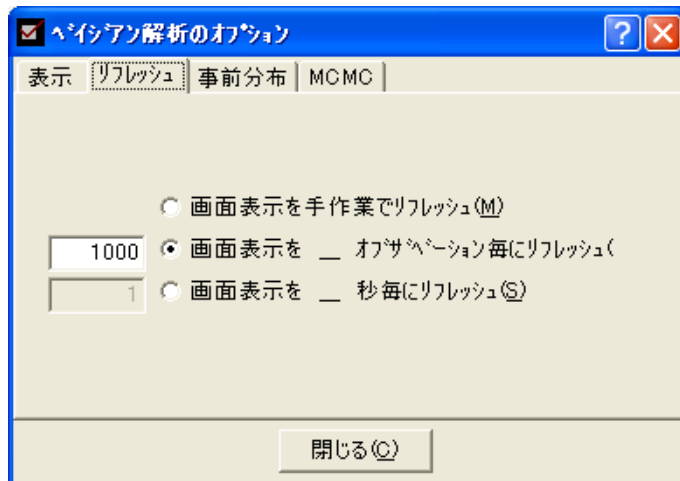 ﾍﾞｲｼﾞｱﾝ解析のｵﾌﾟｼｮﾝ
表示 ﾘﾌﾚｯｼｭ 事前分布 MCMC
画面表示を手作業でﾘﾌﾚｯｼｭ(M)
1000 画面表示を __ ｵﾌﾞｻﾞﾍﾞｰｼｮﾝ毎にﾘﾌﾚｯｼｭ(
1 画面表示を __ 秒毎にﾘﾌﾚｯｼｭ(S)
閉じる(C)